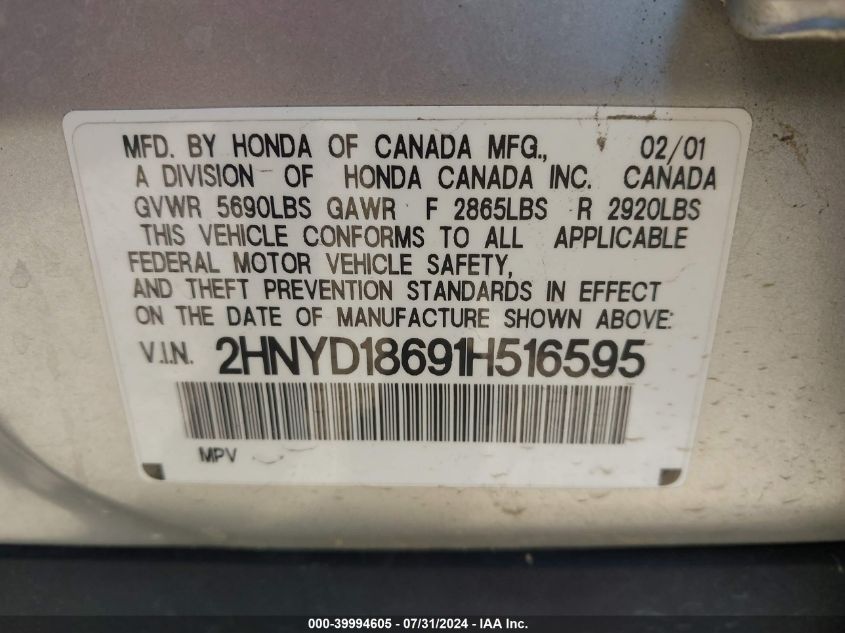 MFD. BY HONDA OF CANADA MFG., 02/01
A DIVISION OF HONDA CANADA INC. CANADA
GVWR 5690LBS GAWR F 2865LBS R 2920LBS
THIS VEHICLE CONFORMS TO ALL APPLICABLE
FEDERAL MOTOR VEHICLE SAFETY,
AND THEFT PREVENTION STANDARDS IN EFFECT
ON THE DATE OF MANUFACTURE SHOWN ABOVE:
V.I.N. 2HNYD18691H516595
MPV
000-39994605 - 07/31/2024 - IAA Inc.